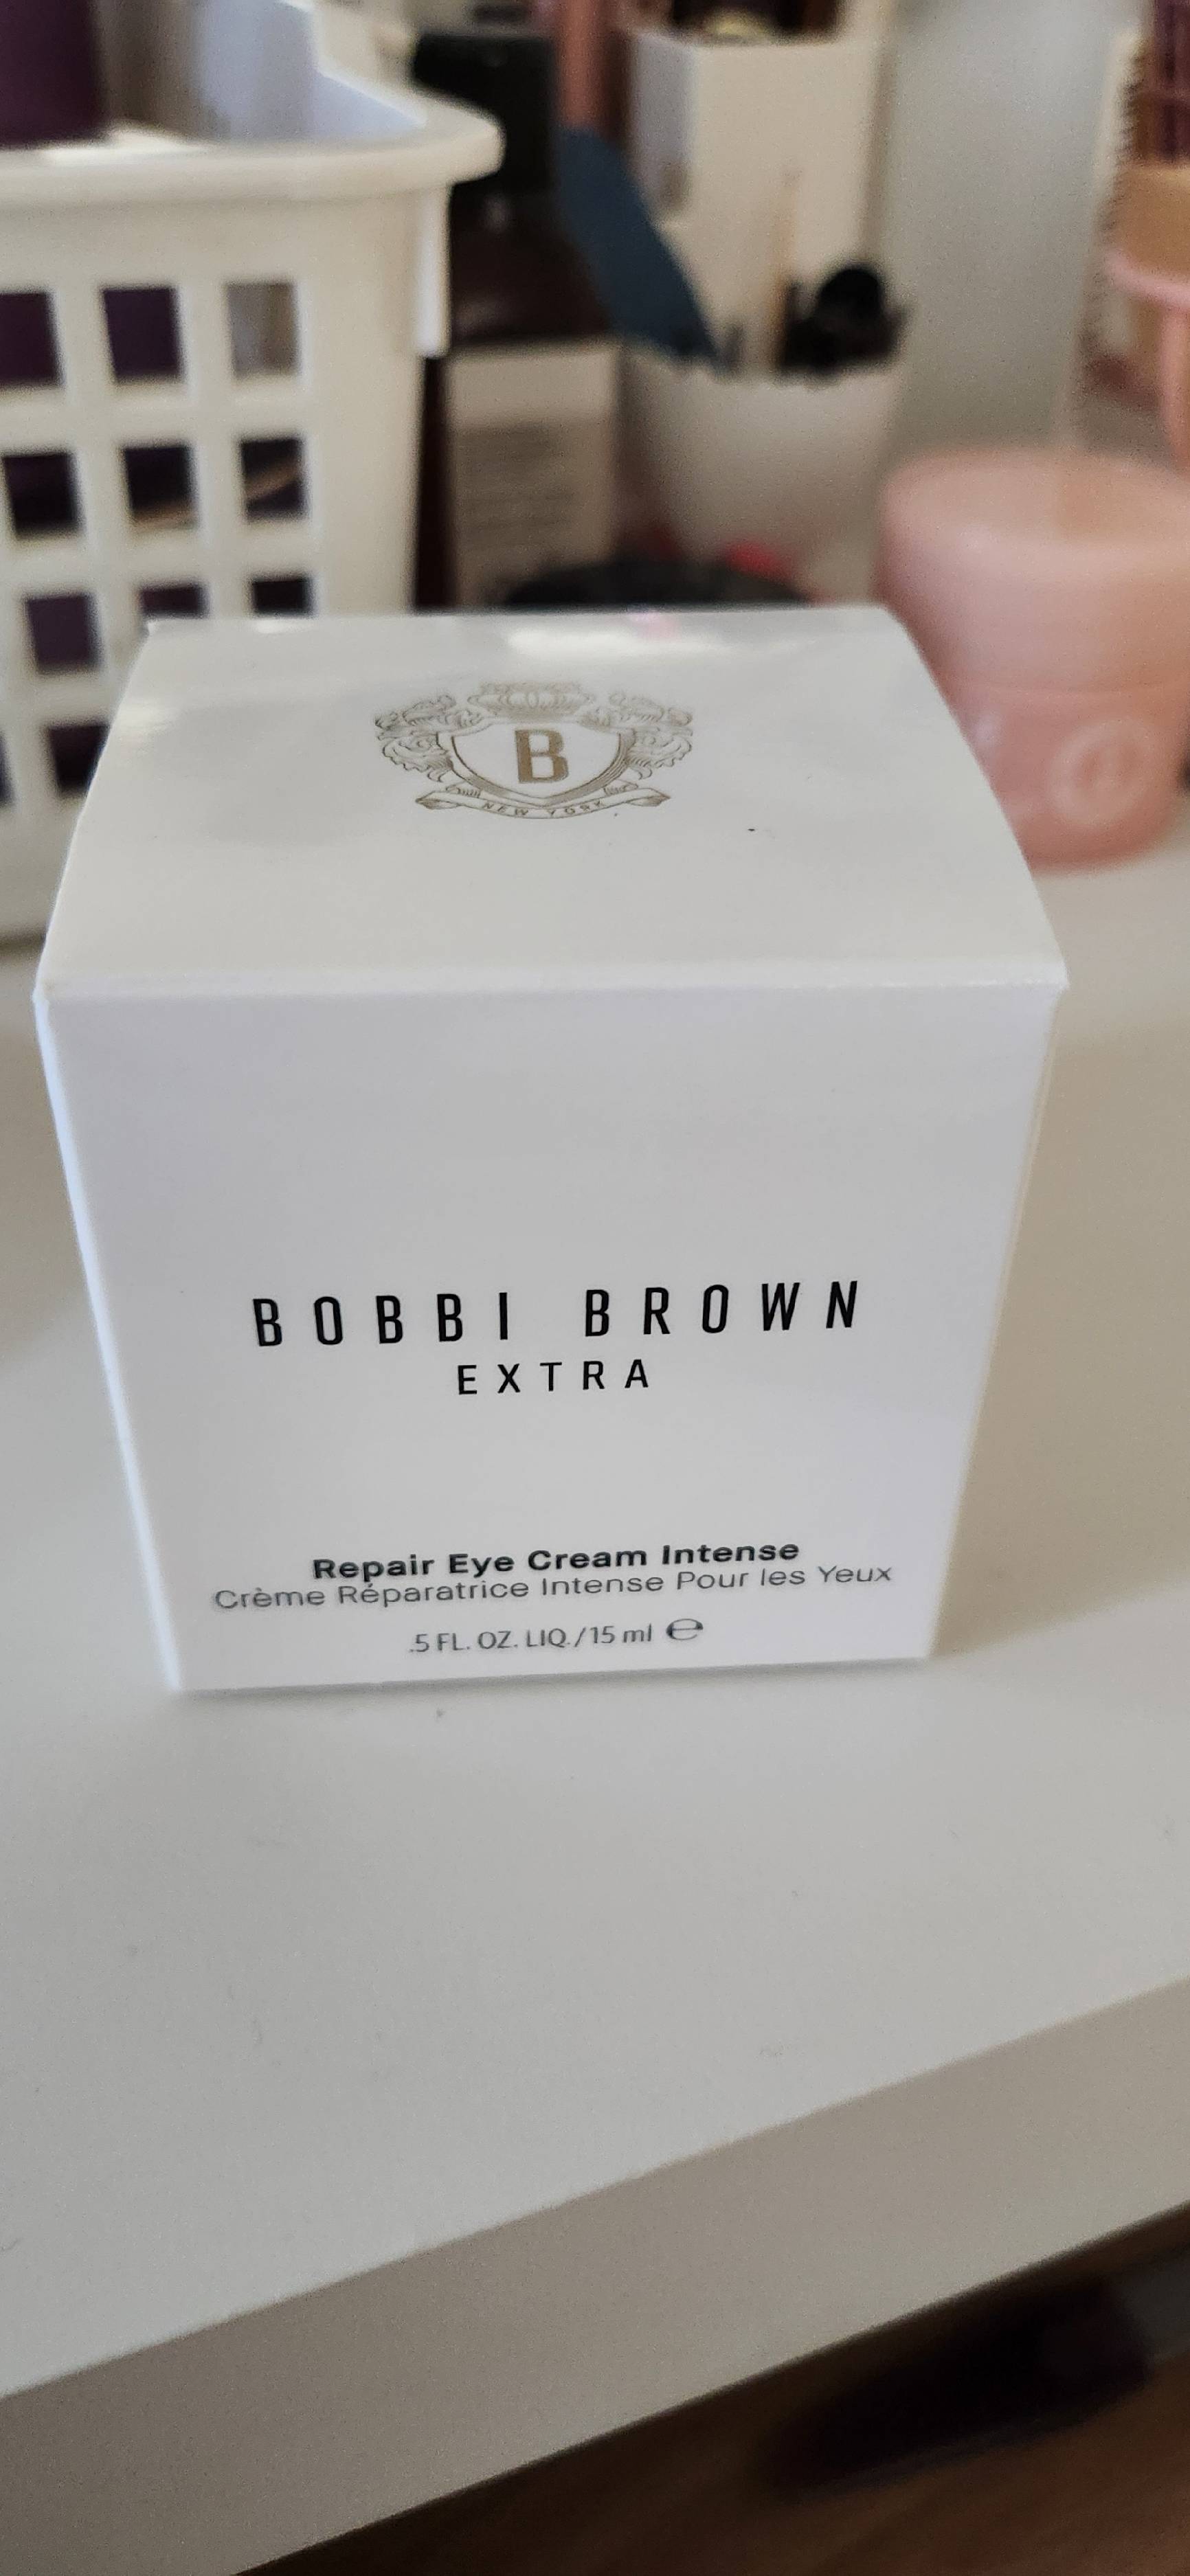 B
NEW YORK
BOBBI BROWN
EXTRA
Repair Eye Cream Intense
Crème Réparatrice Intense Pour les Yeux
.5 FL. OZ. LIQ./15 ml ℮